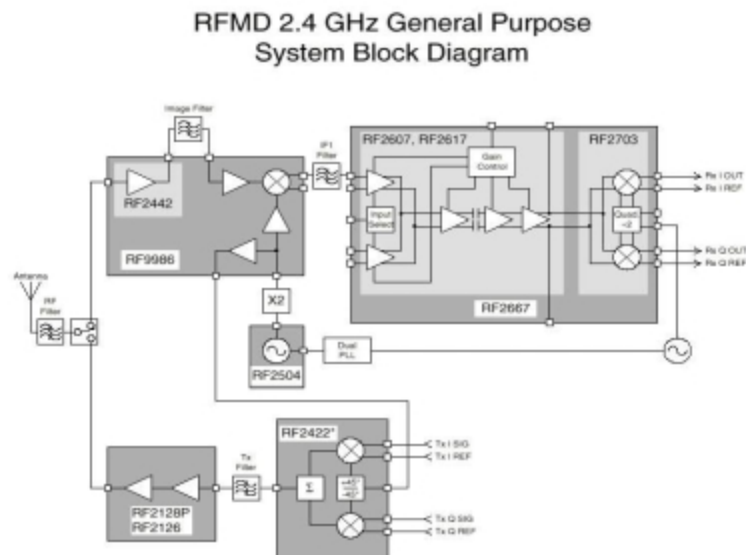 RFMD 2.4 GHz General Purpose
System Block Diagram
Image Filter
IF1
Filter
RF2607, RF2617
RF2703
Gain
Control
RF2442
Input
Select
Quad.
÷2
Rx I OUT
Rx I REF
Rx Q OUT
Rx Q REF
RF9986
RF2667
Antenna
RF
Filter
X2
RF2504
Dual
PLL
RF2422*
Tx
Filter
Σ
Tx I SIG
Tx I REF
Tx Q SIG
Tx Q REF
RF2128P
RF2126